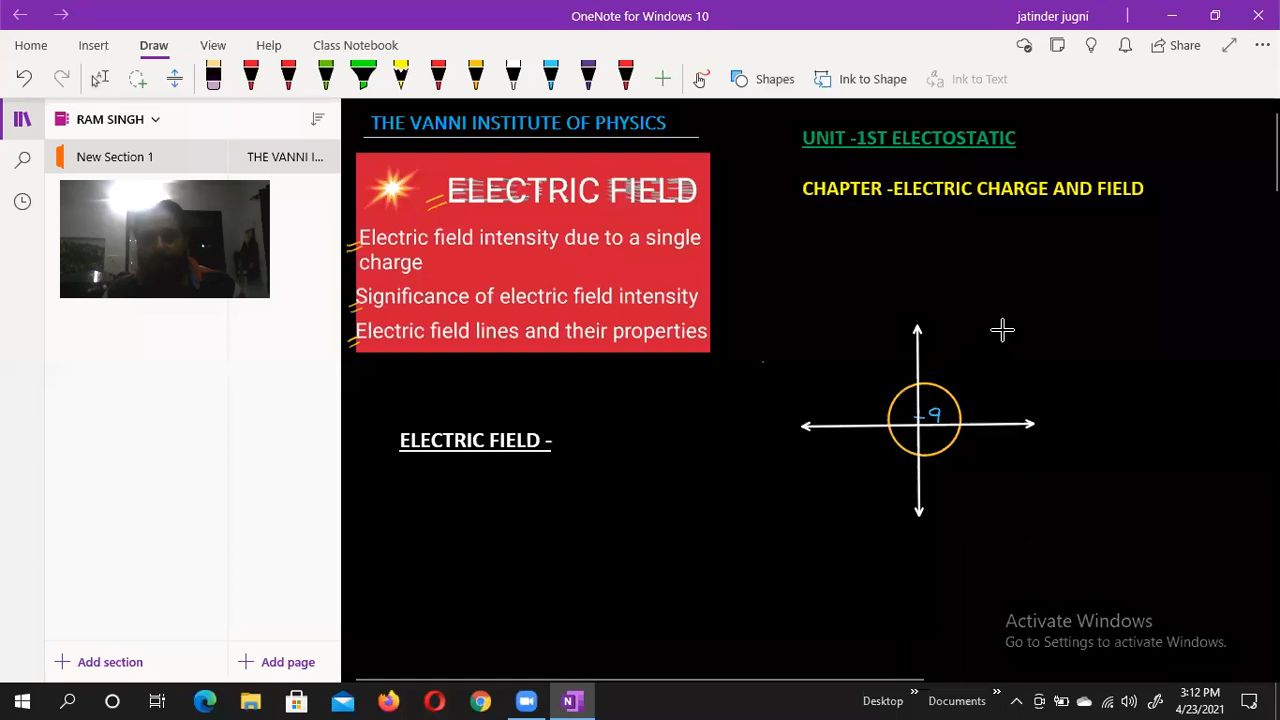 OneNote for Windows 10
jatinder jugni
Home Insert Draw View Help Class Notebook
Share
Shapes Ink to Shape Ink to Text
RAM SINGH
New Section 1
THE VANNI I...
THE VANNI INSTITUTE OF PHYSICS
ELECTRIC FIELD
Electric field intensity due to a single
charge
Significance of electric field intensity
Electric field lines and their properties
UNIT -1ST ELECTOSTATIC
CHAPTER -ELECTRIC CHARGE AND FIELD
ELECTRIC FIELD -
Activate Windows
Go to Settings to activate Windows.
Add section
Add page
Desktop
Documents
3:12 PM
4/23/2021